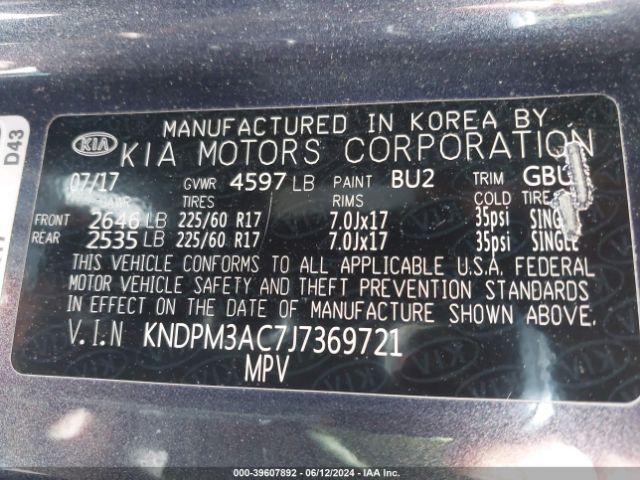 MANUFACTURED IN KOREA BY
KIA KIA MOTORS CORPORATION
07/17 GVWR 4597 LB PAINT BU2 TRIM
TIRES RIMS COLD TIRE
FRONT 2646 LB 225/60 R17 7.0Jx17 35psi
REAR 2535 LB 225/60 R17 7.0Jx17 35psi SINGLE
THIS VEHICLE CONFORMS TO ALL APPLICABLE U.S.A. FEDERAL
MOTOR VEHICLE SAFETY AND THEFT PREVENTION STANDARDS
IN EFFECT ON THE DATE OF MANUFACTURE SHOWN ABOVE.
V.I.N KNDPM3AC7J7369721
MPV
D43
000-39607892 - 06/12/2024 - IAA Inc.